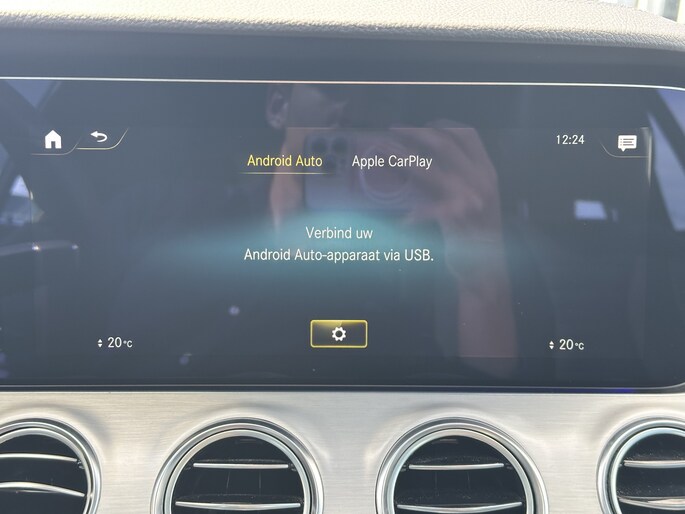 12:24
Android Auto Apple CarPlay
Verbind uw
Android Auto-apparaat via USB.
20°C 20°C